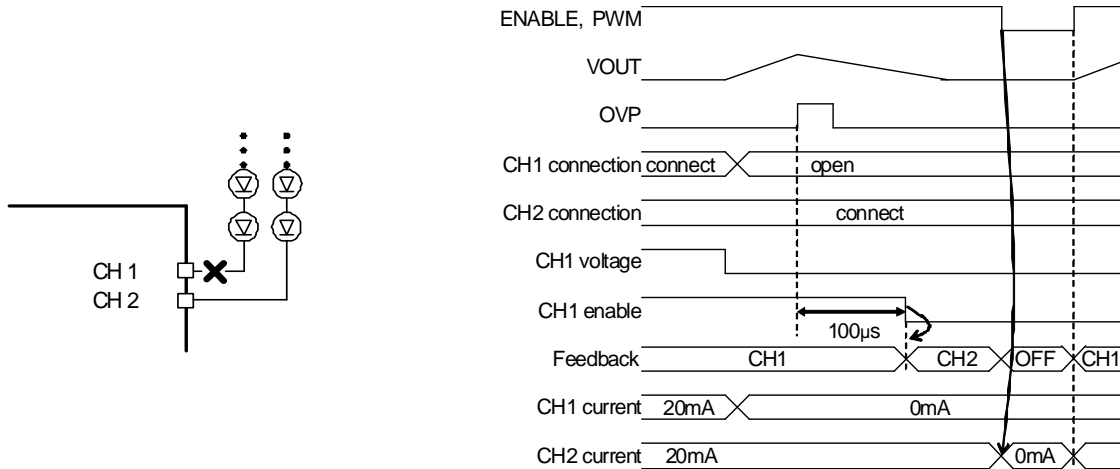 ENABLE, PWM
VOUT
OVP
CH1 connection connect open
CH2 connection connect
CH1 voltage
CH1 enable
100µs
Feedback CH1 CH2 OFF CH1
CH1 current 20mA 0mA
CH2 current 20mA 0mA
CH 1
CH 2